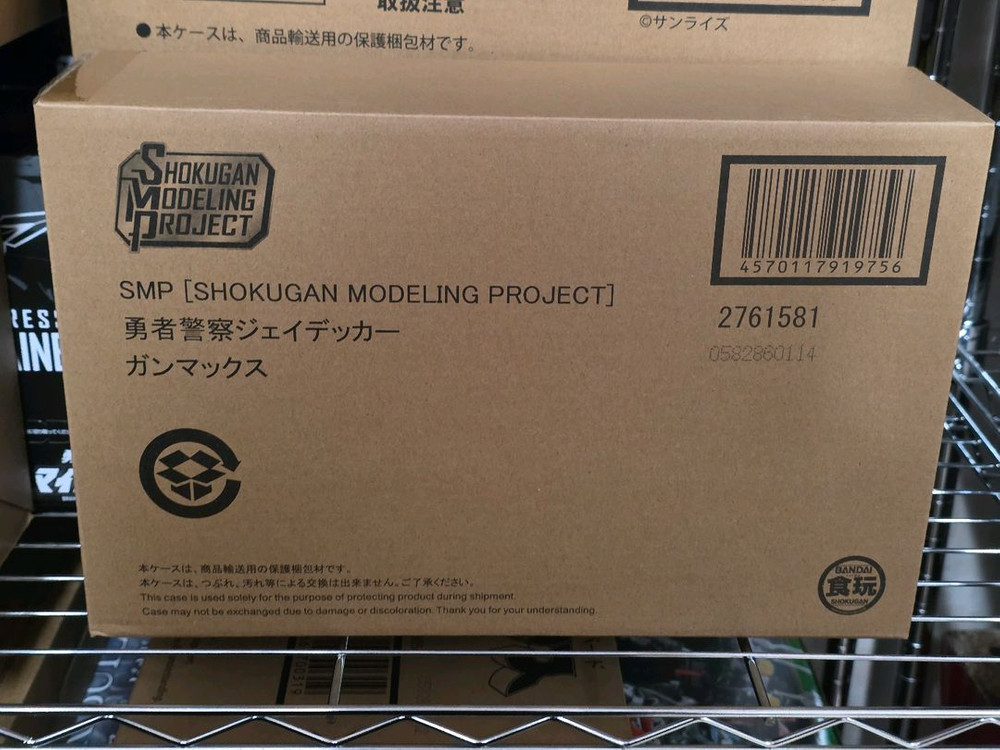 取扱注意
●本ケースは、商品輸送用の保護梱包材です。
©サンライズ
SHOKUGAN
MODELING
PROJECT
4570117919756
SMP [SHOKUGAN MODELING PROJECT]
勇者警察ジェイデッカー
ガンマックス
2761581
0582860114
本ケースは、商品輸送用の保護梱包材です。
本ケースは、つぶれ、汚れ等による交換は出来ません。ご了承ください。
This case is used solely for the purpose of protecting product during shipment.
Case may not be exchanged due to damage or discoloration. Thank you for your understanding.
BANDAI
食玩
SHOKUGAN